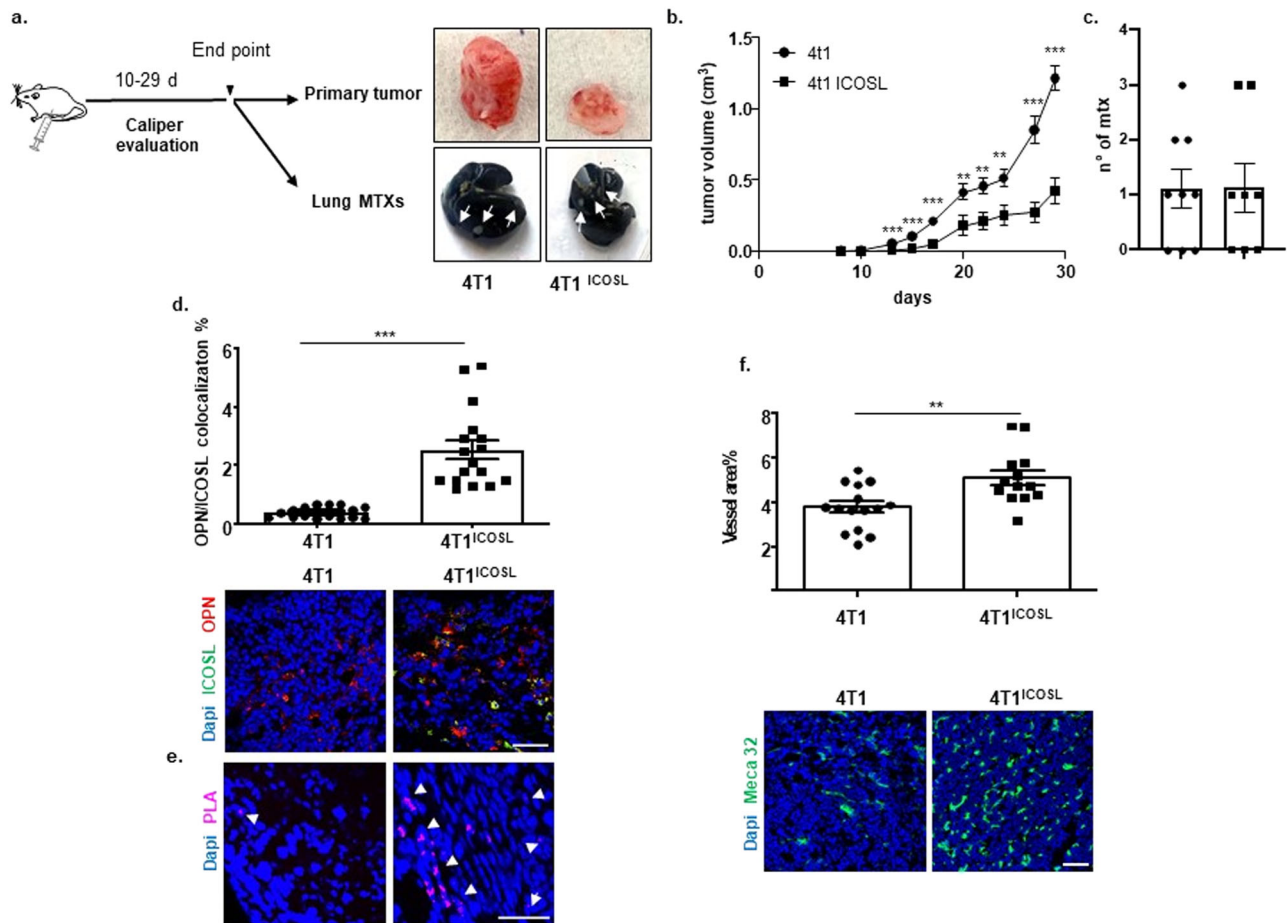 a.
End point
10-29 d
Caliper
evaluation
Primary tumor
Lung MTXs
4T1
4T1 ICOSL
b.
tumor volume (cm3)
1.5
1.0
0.5
0.0
0
10
20
30
days
4t1
4t1 ICOSL
***
***
***
**
**
**
***
***
c.
n° of mtx
4
3
2
1
0
d.
OPN/ICOSL colocalizaton %
6
4
2
0
***
4T1
4T1ICOSL
4T1
4T1ICOSL
Dapi ICOSL OPN
e.
Dapi PLA
f.
Vessel area%
8
6
4
2
**
4T1
4T1ICOSL
4T1
4T1ICOSL
Dapi Meca 32